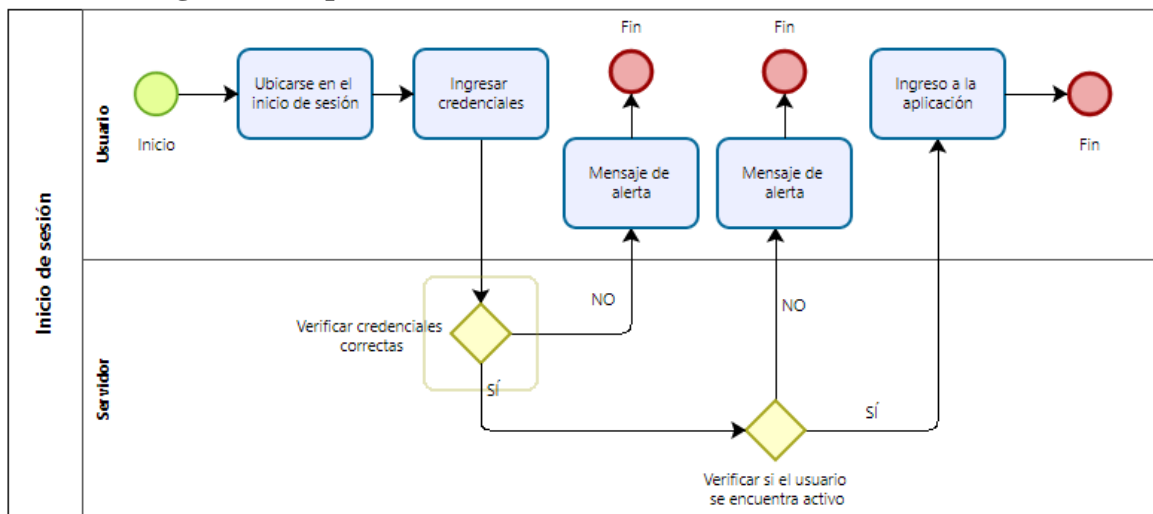 Inicio de sesión
Usuario
Inicio
Ubicarse en el
inicio de sesión
Ingresar
credenciales
Fin
Mensaje de
alerta
Fin
Mensaje de
alerta
Ingreso a la
aplicación
Fin
Servidor
Verificar credenciales
correctas
NO
SÍ
NO
SÍ
Verificar si el usuario
se encuentra activo